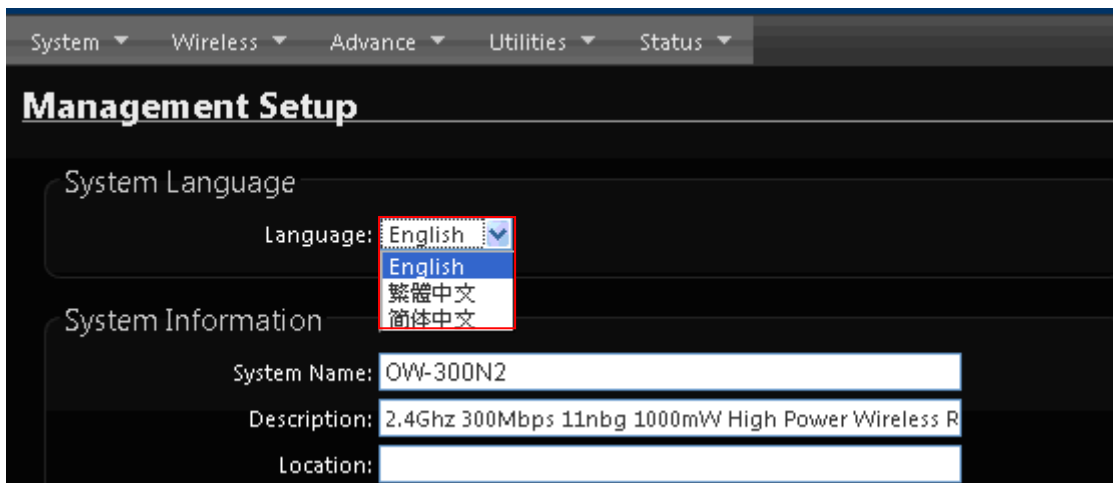 System Wireless Advance Utilities Status
Management Setup
System Language
Language: English
English
繁體中文
简体中文
System Information
System Name: OW-300N2
Description: 2.4Ghz 300Mbps 11nbg 1000mW High Power Wireless R
Location: